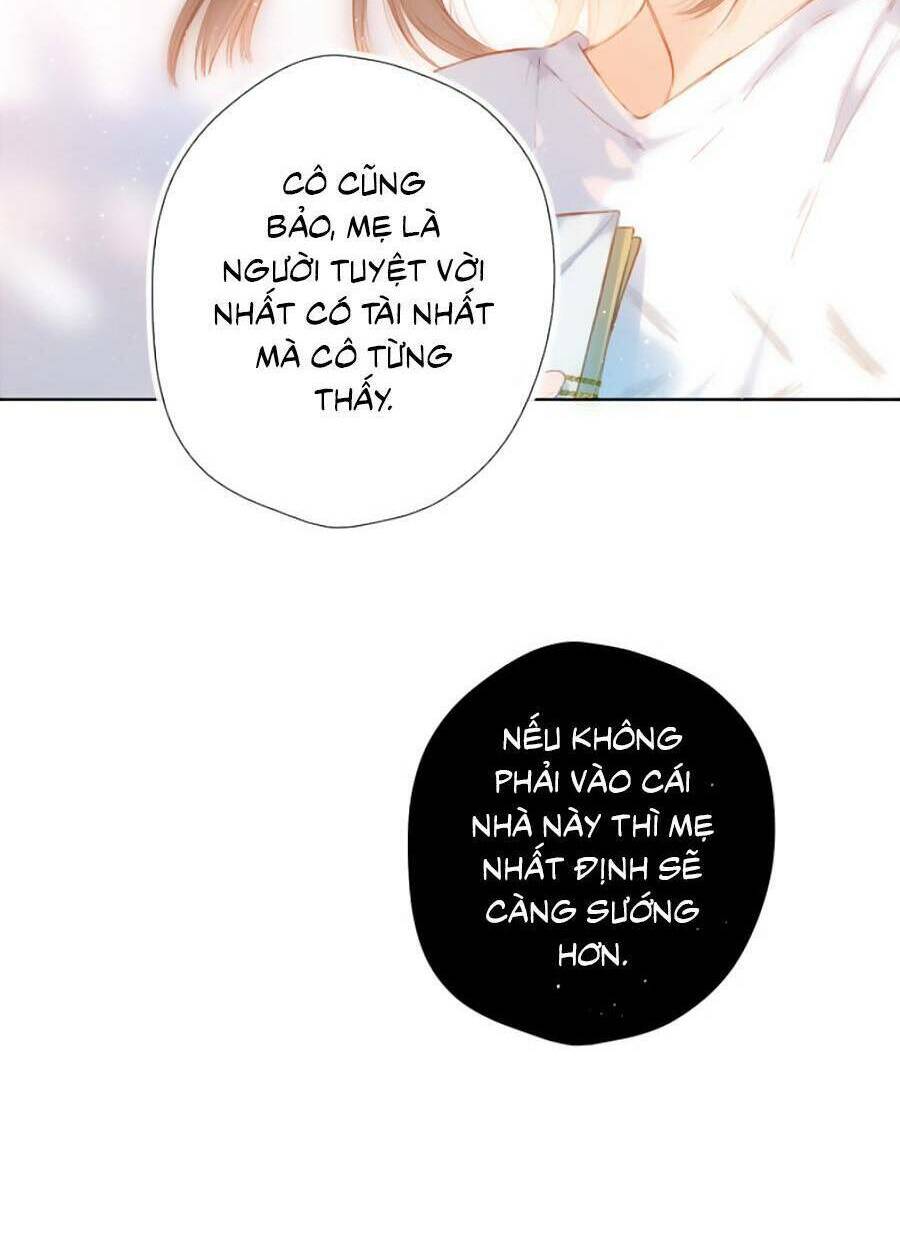 CÔ CŨNG
BẢO, MẸ LÀ
NGƯỜI TUYỆT VỜI
NHẤT CÓ TÀI NHẤT
MÀ CÔ TỪNG
THẤY.
NẾU KHÔNG
PHẢI VÀO CÁI
NHÀ NÀY THÌ MẸ
NHẤT ĐỊNH SẼ
CÀNG SƯỚNG
HƠN.